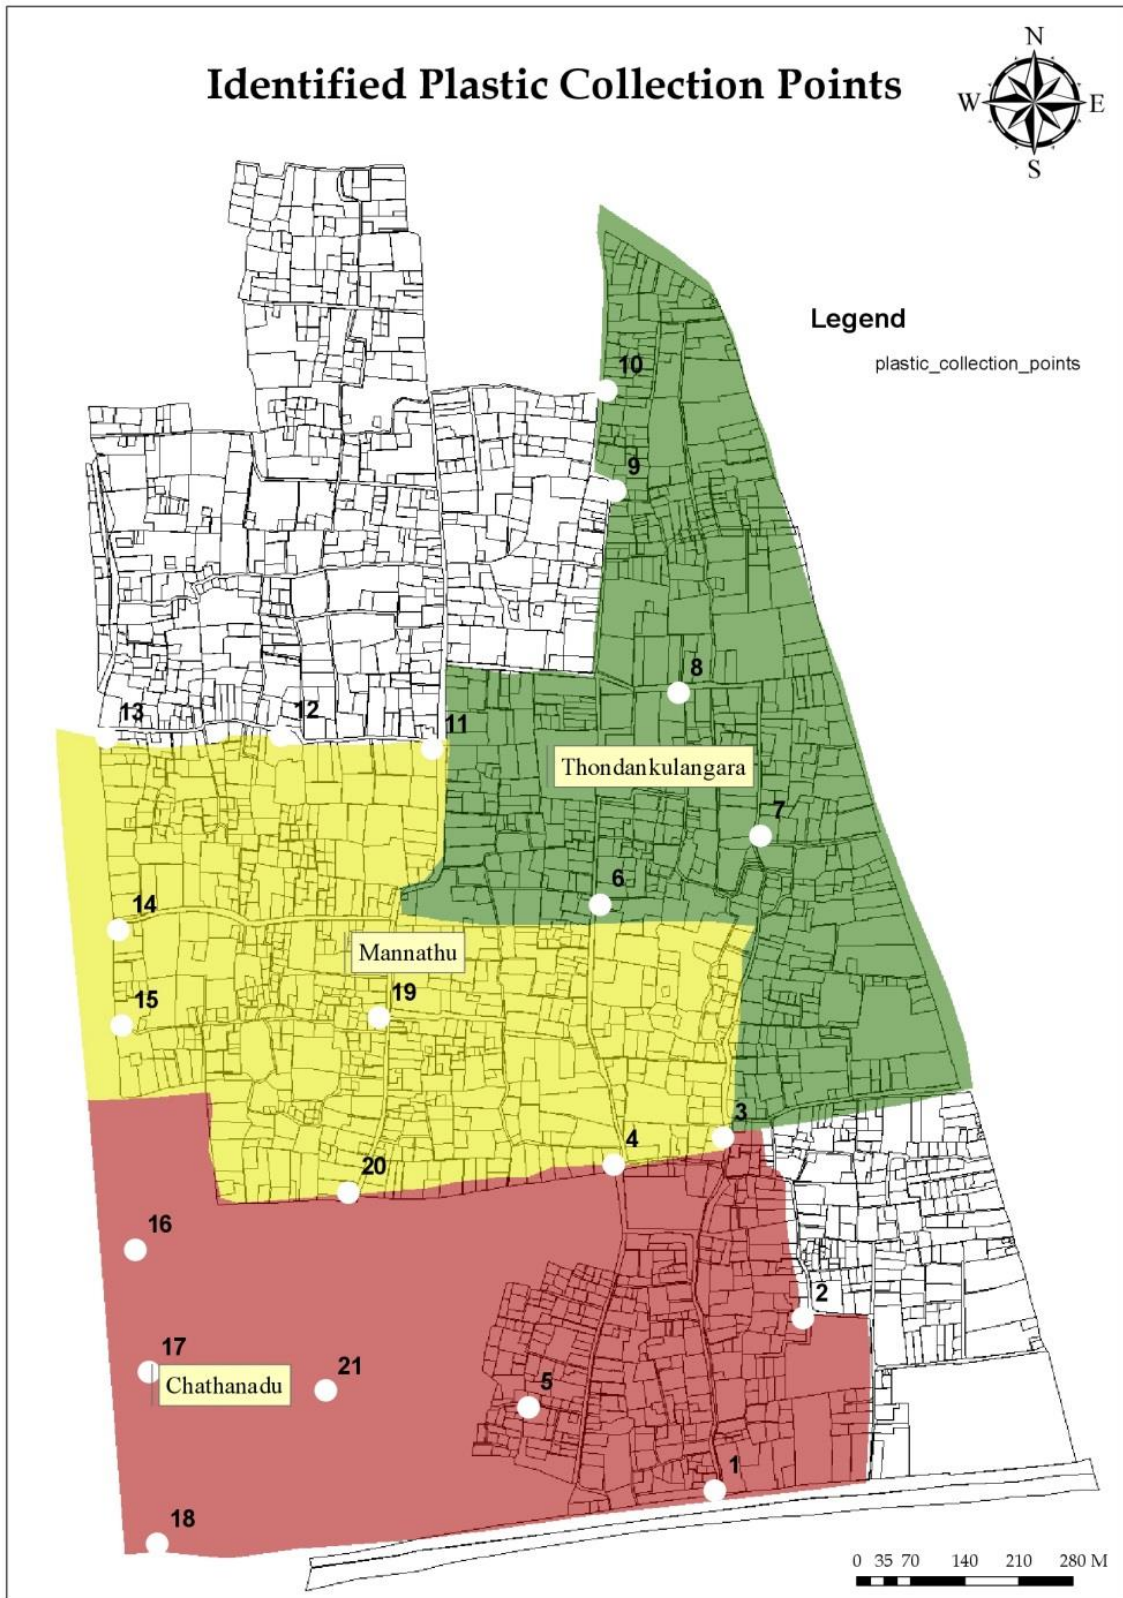 N
Identified Plastic Collection Points
W E
S
Legend
plastic_collection_points
10
9
8
13
12
11
Thondankulangara
7
6
14
Mannathu
19
15
3
4
20
16
2
17
21
Chathanadu
5
1
18
0 35 70 140 210 280 M